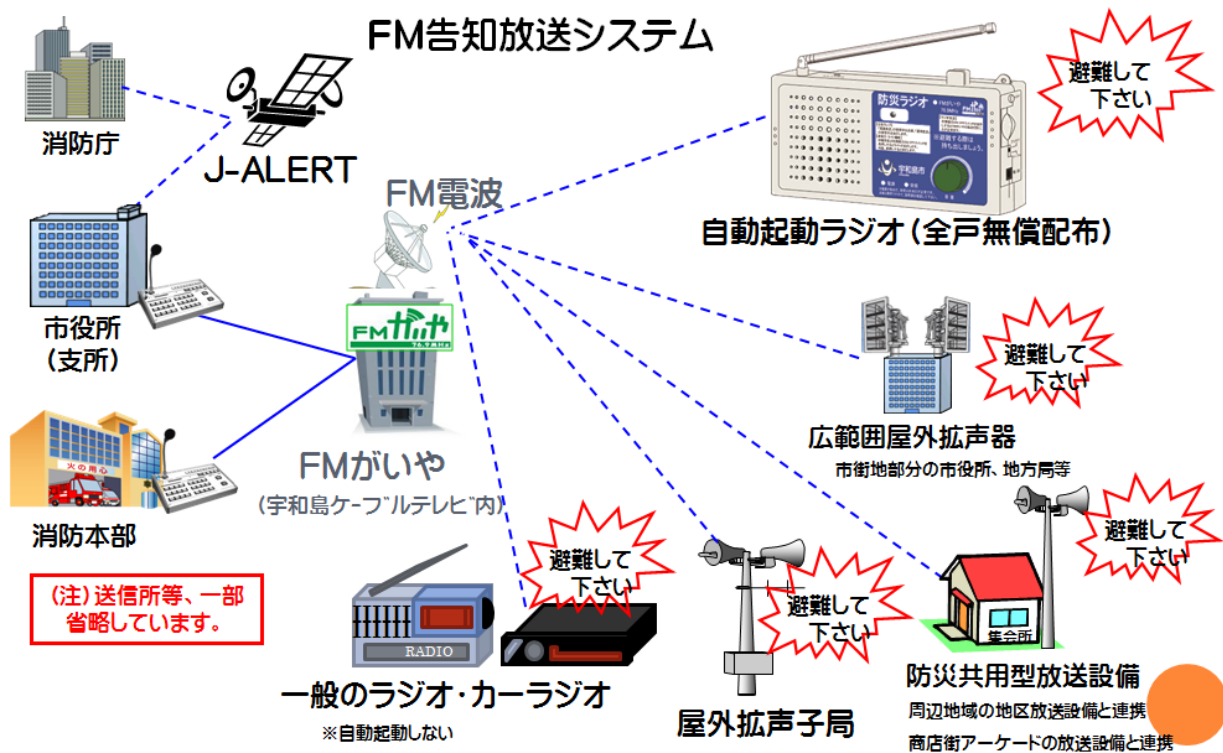 FM告知放送システム
消防庁
J-ALERT
避難して
下さい
防災ラジオ
宇和島市
自動起動ラジオ(全戸無償配布)
FM電波
市役所
(支所)
FMがいや
76.9MHz
避難して
下さい
広範囲屋外拡声器
市街地部分の市役所、地方局等
火の用心
消防本部
FMがいや
(宇和島ケーブルテレビ内)
(注)送信所等、一部
省略しています。
避難して
下さい
RADIO
一般のラジオ・カーラジオ
※自動起動しない
避難して
下さい
屋外拡声子局
避難して
下さい
集会所
防災共用型放送設備
周辺地域の地区放送設備と連携
商店街アーケードの放送設備と連携